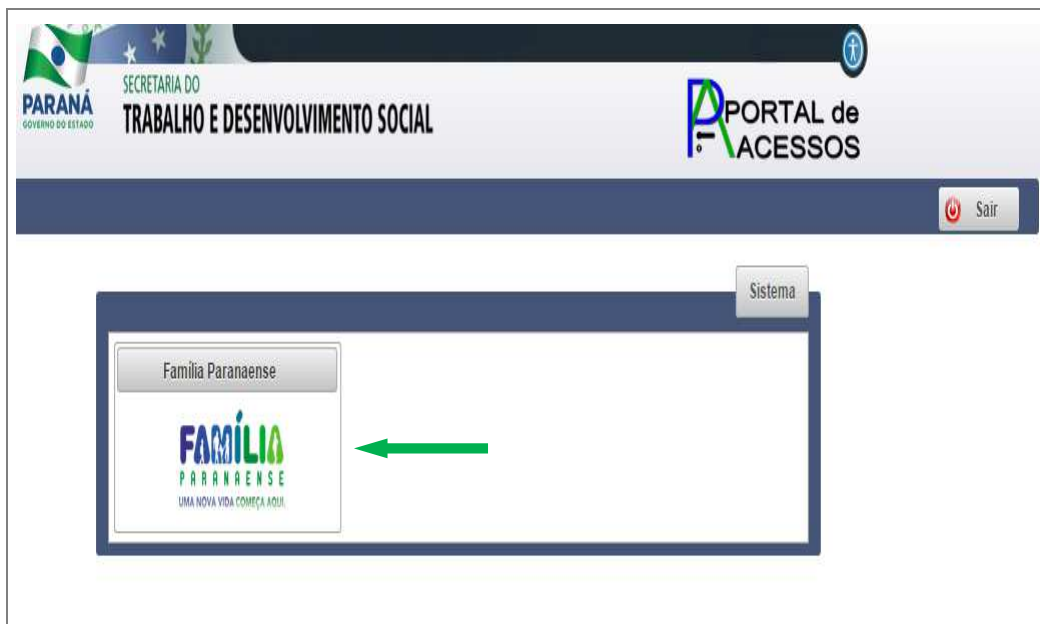 PARANÁ
GOVERNO DO ESTADO
SECRETARIA DO
TRABALHO E DESENVOLVIMENTO SOCIAL
PORTAL de
ACESSOS
Sair
Sistema
Família Paranaense
FAMÍLIA
PARANAENSE
UMA NOVA VIDA COMEÇA AQUI.